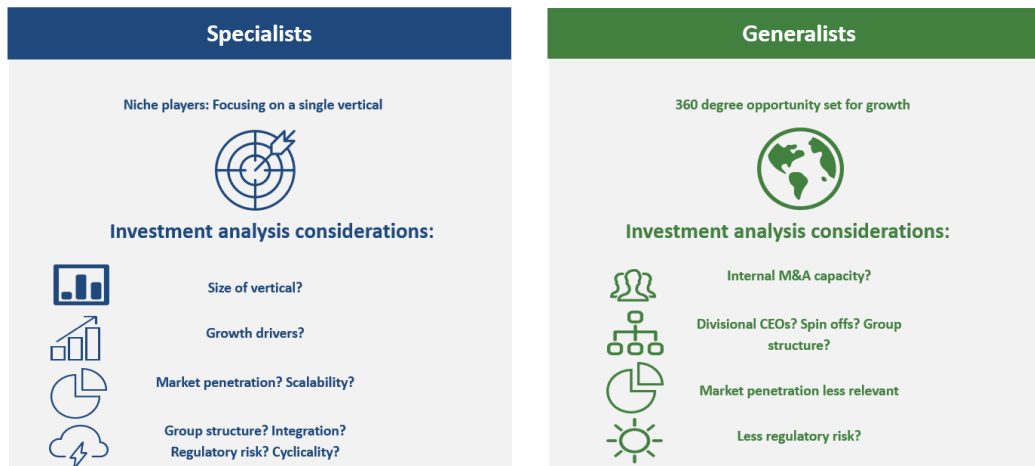 Specialists
Niche players: Focusing on a single vertical
Investment analysis considerations:
Size of vertical?
Growth drivers?
Market penetration? Scalability?
Group structure? Integration?
Regulatory risk? Cyclicality?
Generalists
360 degree opportunity set for growth
Investment analysis considerations:
Internal M&A capacity?
Divisional CEOs? Spin offs? Group
structure?
Market penetration less relevant
Less regulatory risk?